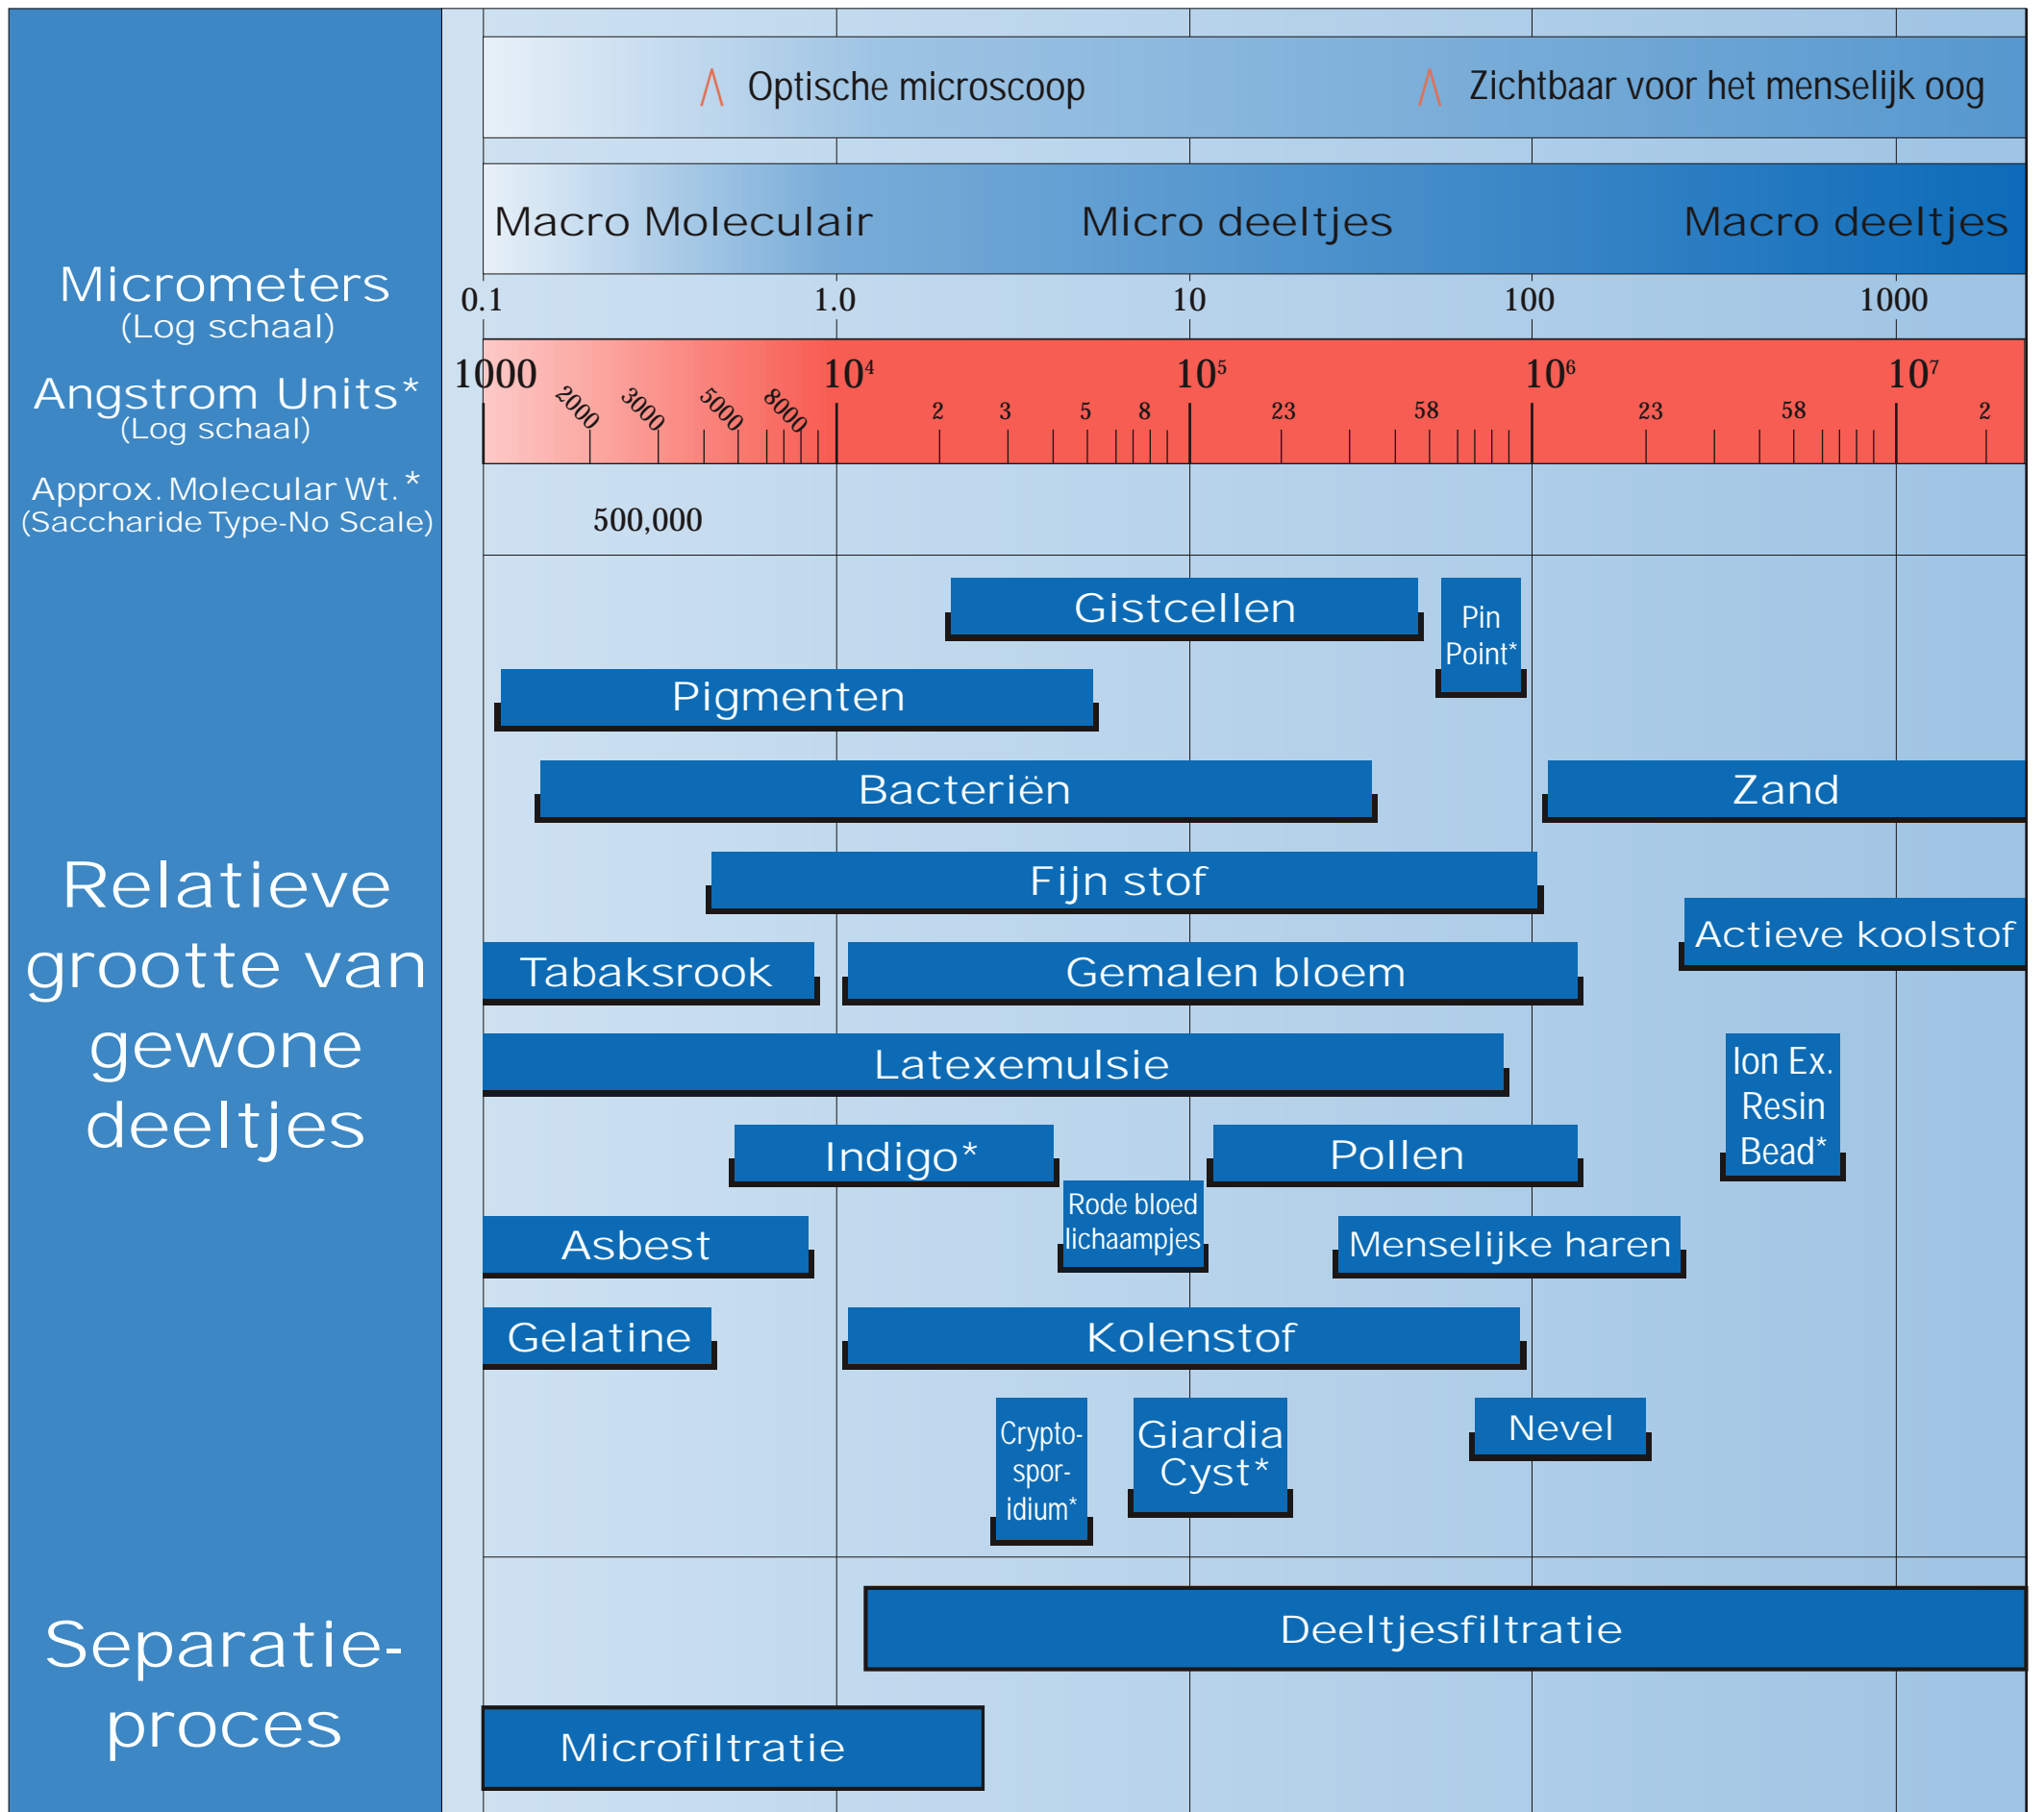 Optische microscoop
Zichtbaar voor het menselijk oog
Macro Moleculair
Micro deeltjes
Macro deeltjes
Micrometers
(Log schaal)
0.1
1.0
10
100
1000
Angstrom Units*
(Log schaal)
1000
10⁴
10⁵
10⁶
10⁷
2000
3000
5000
8000
2
3
5
8
23
58
23
58
2
Approx. Molecular Wt.*
(Saccharide Type-No Scale)
500,000
Relatieve
grootte van
gewone
deeltjes
Gistcellen
Pin
Point*
Pigmenten
Bacteriën
Zand
Fijn stof
Actieve koolstof
Tabaksrook
Gemalen bloem
Latexemulsie
Ion Ex.
Resin
Bead*
Indigo*
Pollen
Rode bloed
lichaampjes
Asbest
Menselijke haren
Gelatine
Kolenstof
Crypto-
spor-
idium*
Giardia
Cyst*
Nevel
Separatie-
proces
Deeltjesfiltratie
Microfiltratie